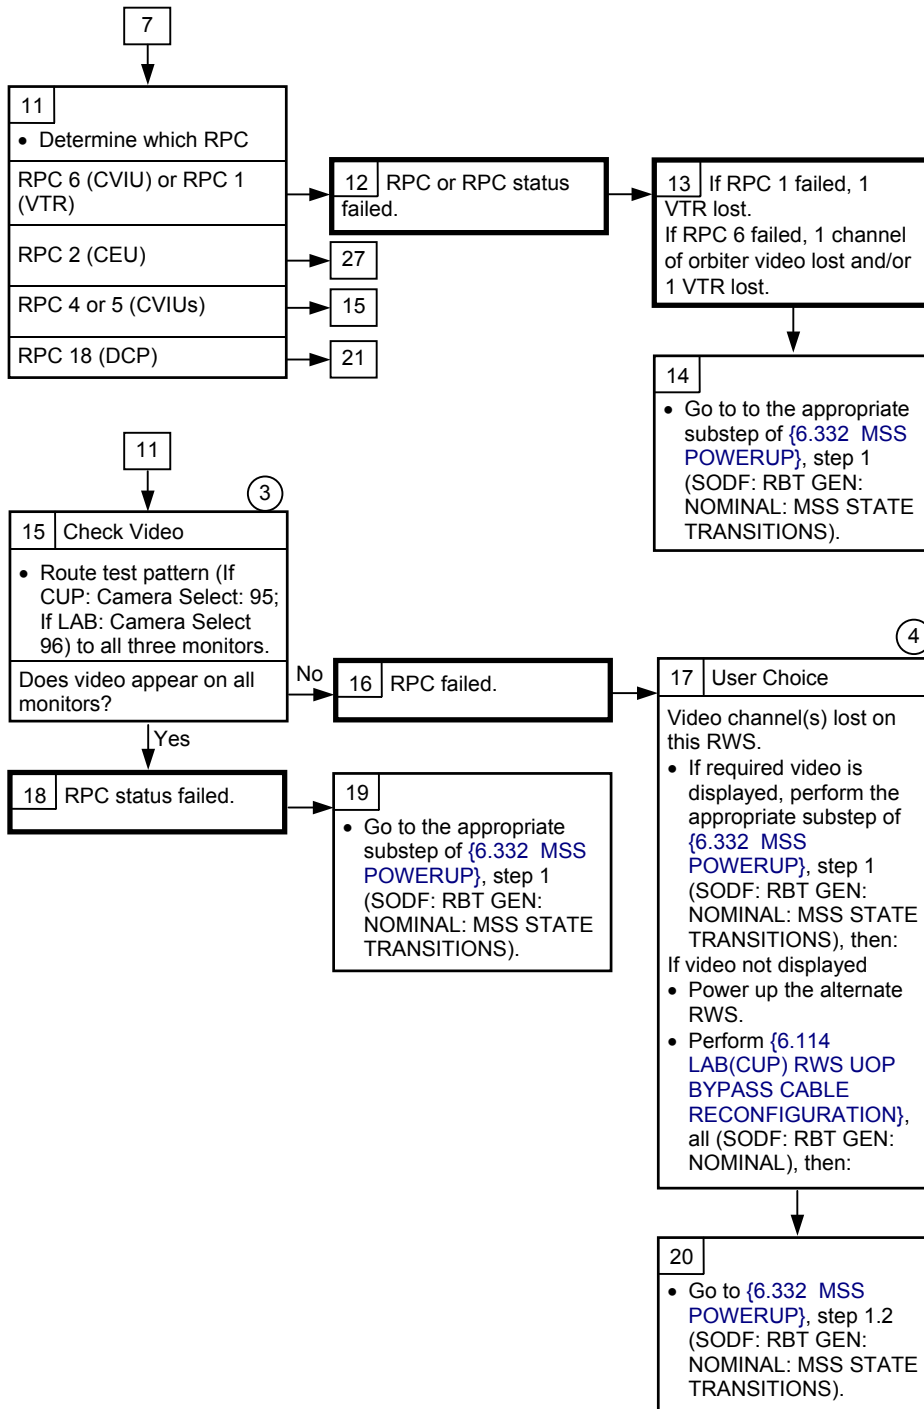 7
11
• Determine which RPC
RPC 6 (CVIU) or RPC 1
(VTR)
RPC 2 (CEU)
27
RPC 4 or 5 (CVIUs)
15
RPC 18 (DCP)
21
12 RPC or RPC status
failed.
13 If RPC 1 failed, 1
VTR lost.
If RPC 6 failed, 1 channel
of orbiter video lost and/or
1 VTR lost.
14
• Go to to the appropriate
substep of {6.332 MSS
POWERUP}, step 1
(SODF: RBT GEN:
NOMINAL: MSS STATE
TRANSITIONS).
11
3
15 Check Video
• Route test pattern (If
CUP: Camera Select: 95;
If LAB: Camera Select
96) to all three monitors.
Does video appear on all
monitors?
No
Yes
16 RPC failed.
4
17 User Choice
Video channel(s) lost on
this RWS.
• If required video is
displayed, perform the
appropriate substep of
{6.332 MSS
POWERUP}, step 1
(SODF: RBT GEN:
NOMINAL: MSS STATE
TRANSITIONS), then:
If video not displayed
• Power up the alternate
RWS.
• Perform {6.114
LAB(CUP) RWS UOP
BYPASS CABLE
RECONFIGURATION},
all (SODF: RBT GEN:
NOMINAL), then:
18 RPC status failed.
19
• Go to the appropriate
substep of {6.332 MSS
POWERUP}, step 1
(SODF: RBT GEN:
NOMINAL: MSS STATE
TRANSITIONS).
20
• Go to {6.332 MSS
POWERUP}, step 1.2
(SODF: RBT GEN:
NOMINAL: MSS STATE
TRANSITIONS).